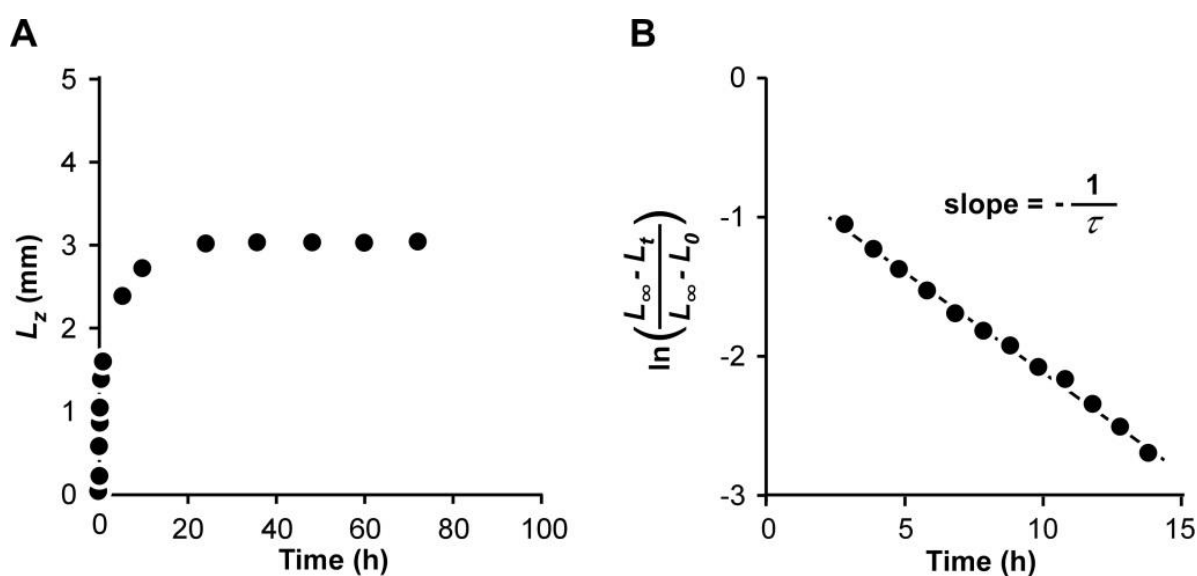 A
5
4
3
2
1
0
L_z (mm)
0 20 40 60 80 100
Time (h)
B
0
-1
-2
-3
ln(L_∞ - L_t / L_∞ - L_0)
slope = - 1/τ
0 5 10 15
Time (h)